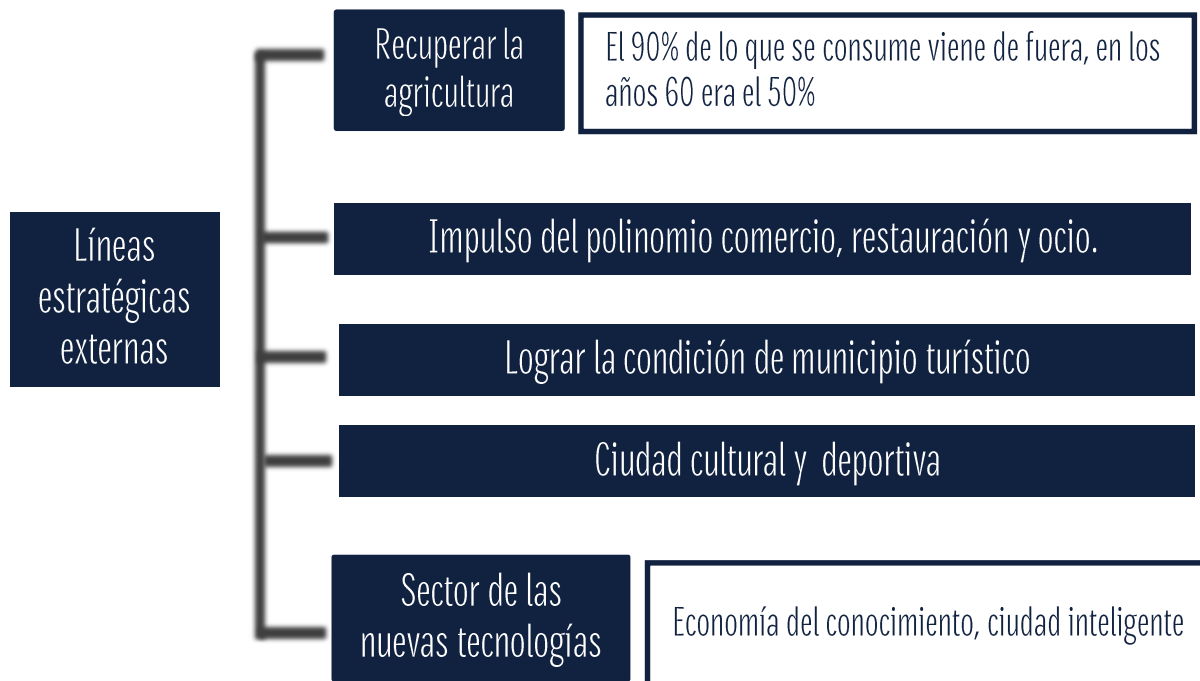 Recuperar la
agricultura
El 90% de lo que se consume viene de fuera, en los
años 60 era el 50%
Líneas
estratégicas
externas
Impulso del polinomio comercio, restauración y ocio.
Lograr la condición de municipio turístico
Ciudad cultural y deportiva
Sector de las
nuevas tecnologías
Economía del conocimiento, ciudad inteligente